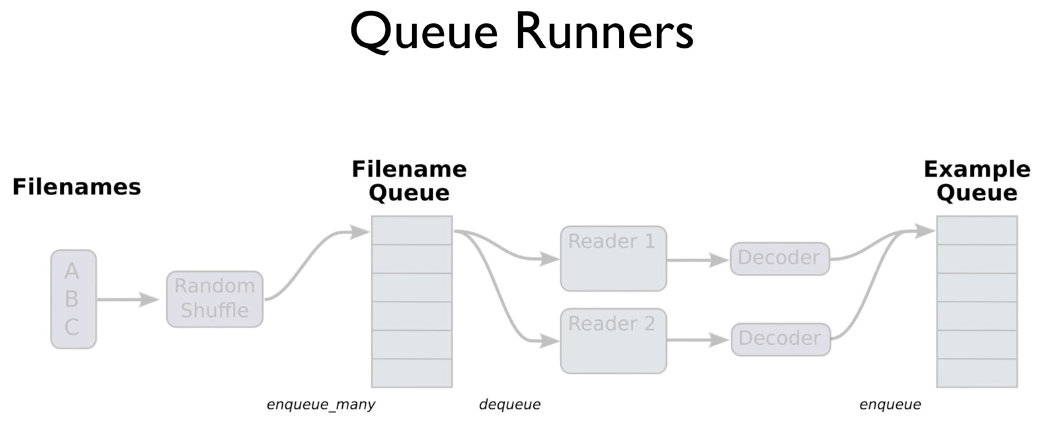 Queue Runners
Filenames
Filename
Queue
Example
Queue
A
B
C
Random
Shuffle
Reader 1
Decoder
Reader 2
Decoder
enqueue_many
dequeue
enqueue